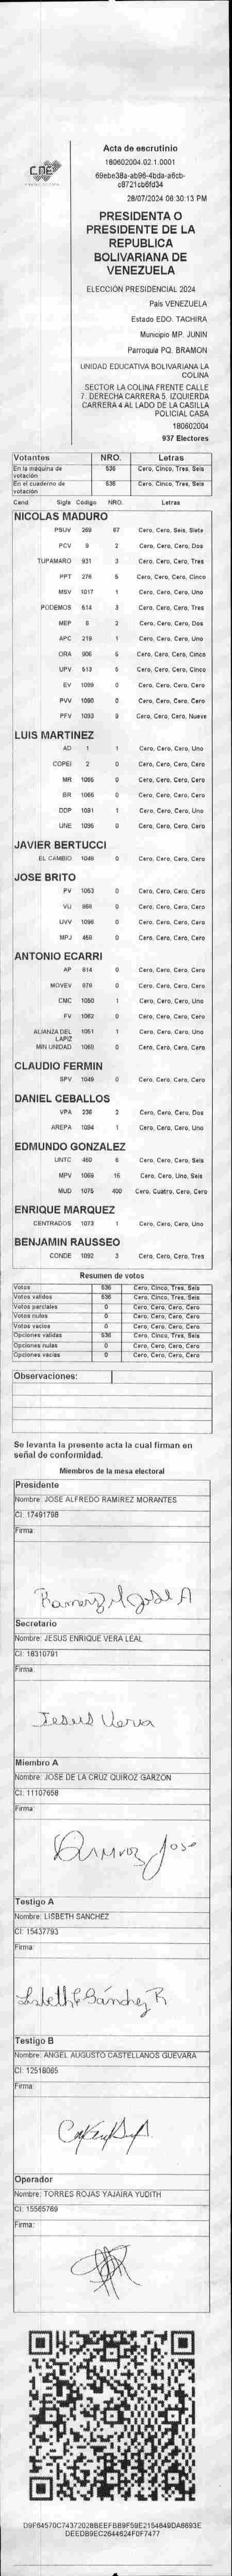 CNE
Acta de escrutinio
180602004.02.1.0001
69ebe38a-ab96-4bda-a6cb-
c8721cb6fd34
28/07/2024 08:30:13 PM
PRESIDENTA O
PRESIDENTE DE LA
REPUBLICA
BOLIVARIANA DE
VENEZUELA
ELECCIÓN PRESIDENCIAL 2024
País VENEZUELA
Estado EDO. TACHIRA
Municipio MP. JUNIN
Parroquia PQ. BRAMON
UNIDAD EDUCATIVA BOLIVARIANA LA
COLINA
SECTOR LA COLINA FRENTE CALLE
7. DERECHA CARRERA 5. IZQUIERDA
CARRERA 4 AL LADO DE LA CASILLA
POLICIAL CASA
180602004
937 Electores
Votantes NRO. Letras
En la máquina de votación 536 Cero, Cinco, Tres, Seis
En el cuaderno de votación 536 Cero, Cinco, Tres, Seis
Cand Sigla Código NRO. Letras
NICOLAS MADURO
PSUV 269 67 Cero, Cero, Seis, Siete
PCV 9 2 Cero, Cero, Cero, Dos
TUPAMARO 931 3 Cero, Cero, Cero, Tres
PPT 276 5 Cero, Cero, Cero, Cinco
MSV 1017 1 Cero, Cero, Cero, Uno
PODEMOS 614 3 Cero, Cero, Cero, Tres
MEP 8 2 Cero, Cero, Cero, Dos
APC 219 1 Cero, Cero, Cero, Uno
ORA 906 5 Cero, Cero, Cero, Cinco
UPV 513 5 Cero, Cero, Cero, Cinco
EV 1099 0 Cero, Cero, Cero, Cero
PVV 1090 0 Cero, Cero, Cero, Cero
PFV 1093 9 Cero, Cero, Cero, Nueve
LUIS MARTINEZ
AD 1 1 Cero, Cero, Cero, Uno
COPEI 2 0 Cero, Cero, Cero, Cero
MR 1065 0 Cero, Cero, Cero, Cero
BR 1066 0 Cero, Cero, Cero, Cero
DDP 1091 1 Cero, Cero, Cero, Uno
UNE 1095 0 Cero, Cero, Cero, Cero
JAVIER BERTUCCI
EL CAMBIO 1048 0 Cero, Cero, Cero, Cero
JOSE BRITO
PV 1053 0 Cero, Cero, Cero, Cero
VU 868 0 Cero, Cero, Cero, Cero
UVV 1096 0 Cero, Cero, Cero, Cero
MPJ 459 0 Cero, Cero, Cero, Cero
ANTONIO ECARRI
AP 814 0 Cero, Cero, Cero, Cero
MOVEV 979 0 Cero, Cero, Cero, Cero
CMC 1050 1 Cero, Cero, Cero, Uno
FV 1062 0 Cero, Cero, Cero, Cero
ALIANZA DEL LAPIZ 1051 1 Cero, Cero, Cero, Uno
MIN UNIDAD 1069 0 Cero, Cero, Cero, Cero
CLAUDIO FERMIN
SPV 1049 0 Cero, Cero, Cero, Cero
DANIEL CEBALLOS
VPA 236 2 Cero, Cero, Cero, Dos
AREPA 1094 1 Cero, Cero, Cero, Uno
EDMUNDO GONZALEZ
UNTC 460 6 Cero, Cero, Cero, Seis
MPV 1069 16 Cero, Cero, Uno, Seis
MUD 1075 400 Cero, Cuatro, Cero, Cero
ENRIQUE MARQUEZ
CENTRADOS 1073 1 Cero, Cero, Cero, Uno
BENJAMIN RAUSSEO
CONDE 1092 3 Cero, Cero, Cero, Tres
Resumen de votos
Votos 536 Cero, Cinco, Tres, Seis
Votos válidos 536 Cero, Cinco, Tres, Seis
Votos parciales 0 Cero, Cero, Cero, Cero
Votos nulos 0 Cero, Cero, Cero, Cero
Votos vacíos 0 Cero, Cero, Cero, Cero
Opciones válidas 536 Cero, Cinco, Tres, Seis
Opciones nulas 0 Cero, Cero, Cero, Cero
Opciones vacías 0 Cero, Cero, Cero, Cero
Observaciones:
Se levanta la presente acta la cual firman en
señal de conformidad.
Miembros de la mesa electoral
Presidente
Nombre: JOSE ALFREDO RAMIREZ MORANTES
CI: 17491798
Firma:
Ramirez M José A
Secretario
Nombre: JESUS ENRIQUE VERA LEAL
CI: 18310791
Firma:
Jesus Vera
Miembro A
Nombre: JOSE DE LA CRUZ QUIROZ GARZON
CI: 11107658
Firma:
Quiroz Jose
Testigo A
Nombre: LISBETH SANCHEZ
CI: 15437793
Firma:
Lisbeth Sánchez R
Testigo B
Nombre: ANGEL AUGUSTO CASTELLANOS GUEVARA
CI: 12518065
Firma:
Operador
Nombre: TORRES ROJAS YAJAIRA YUDITH
CI: 15565769
Firma:
D9F64570C74372028BEEFBB9F59E2154849DA6693E
DEEDB9EC2644624F0F7477